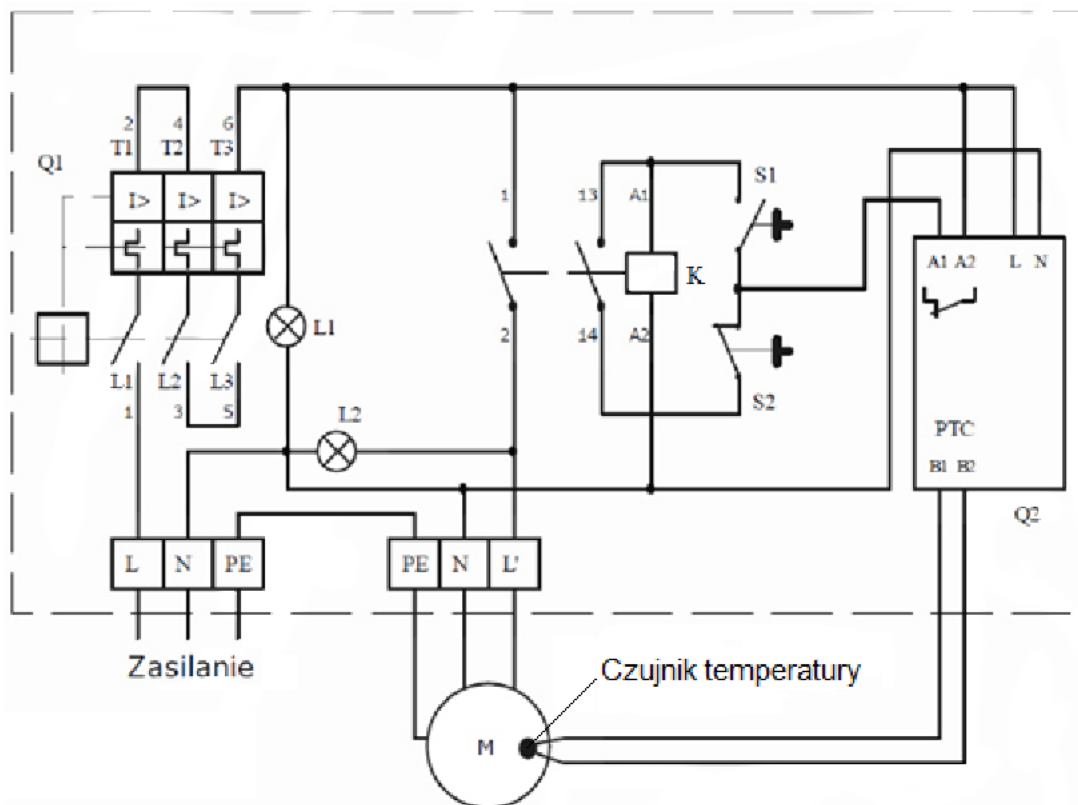 2 4 6
T1 T2 T3
Q1
I> I> I>
L1 L2 L3
1 3 5
L1
L2
1
2
13
14
A1
A2
K
S1
S2
A1 A2 L N
PTC
B1 B2
Q2
L N PE
PE N L'
Zasilanie
Czujnik temperatury
M